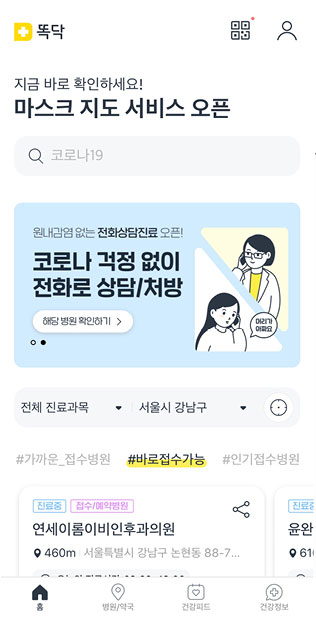 똑닥
지금 바로 확인하세요!
마스크 지도 서비스 오픈
코로나19
원내감염 없는 전화상담진료 오픈!
코로나 걱정 없이
전화로 상담/처방
해당 병원 확인하기 >
머리가
아파요
전체 진료과목
서울시 강남구
#가까운_접수병원 #바로접수가능 #인기접수병원
진료중 접수/예약병원
연세이롬이비인후과의원
460m 서울특별시 강남구 논현동 88-7...
진료중
윤완
610
홈 병원/약국 건강피드 건강정보